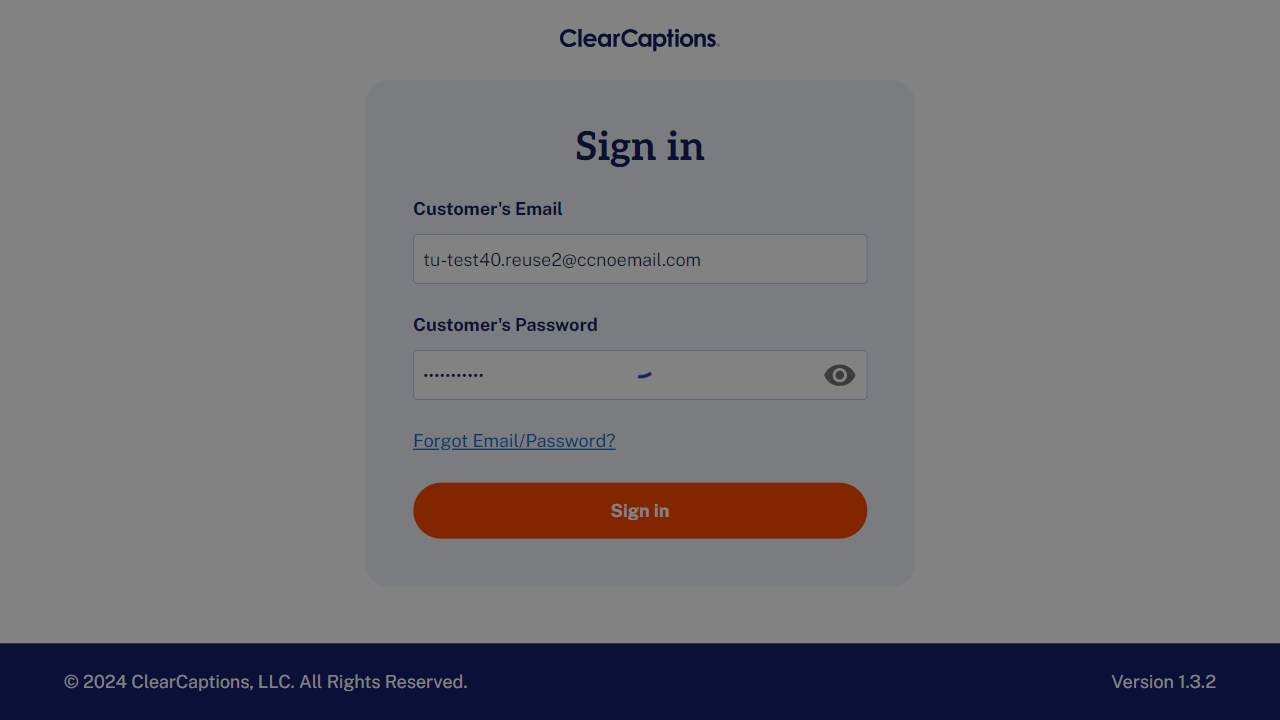 ClearCaptions
Sign in
Customer's Email
tu-test40.reuse2@ccnoemail.com
Customer's Password
•••••••••••
Forgot Email/Password?
Sign in
© 2024 ClearCaptions, LLC. All Rights Reserved.
Version 1.3.2